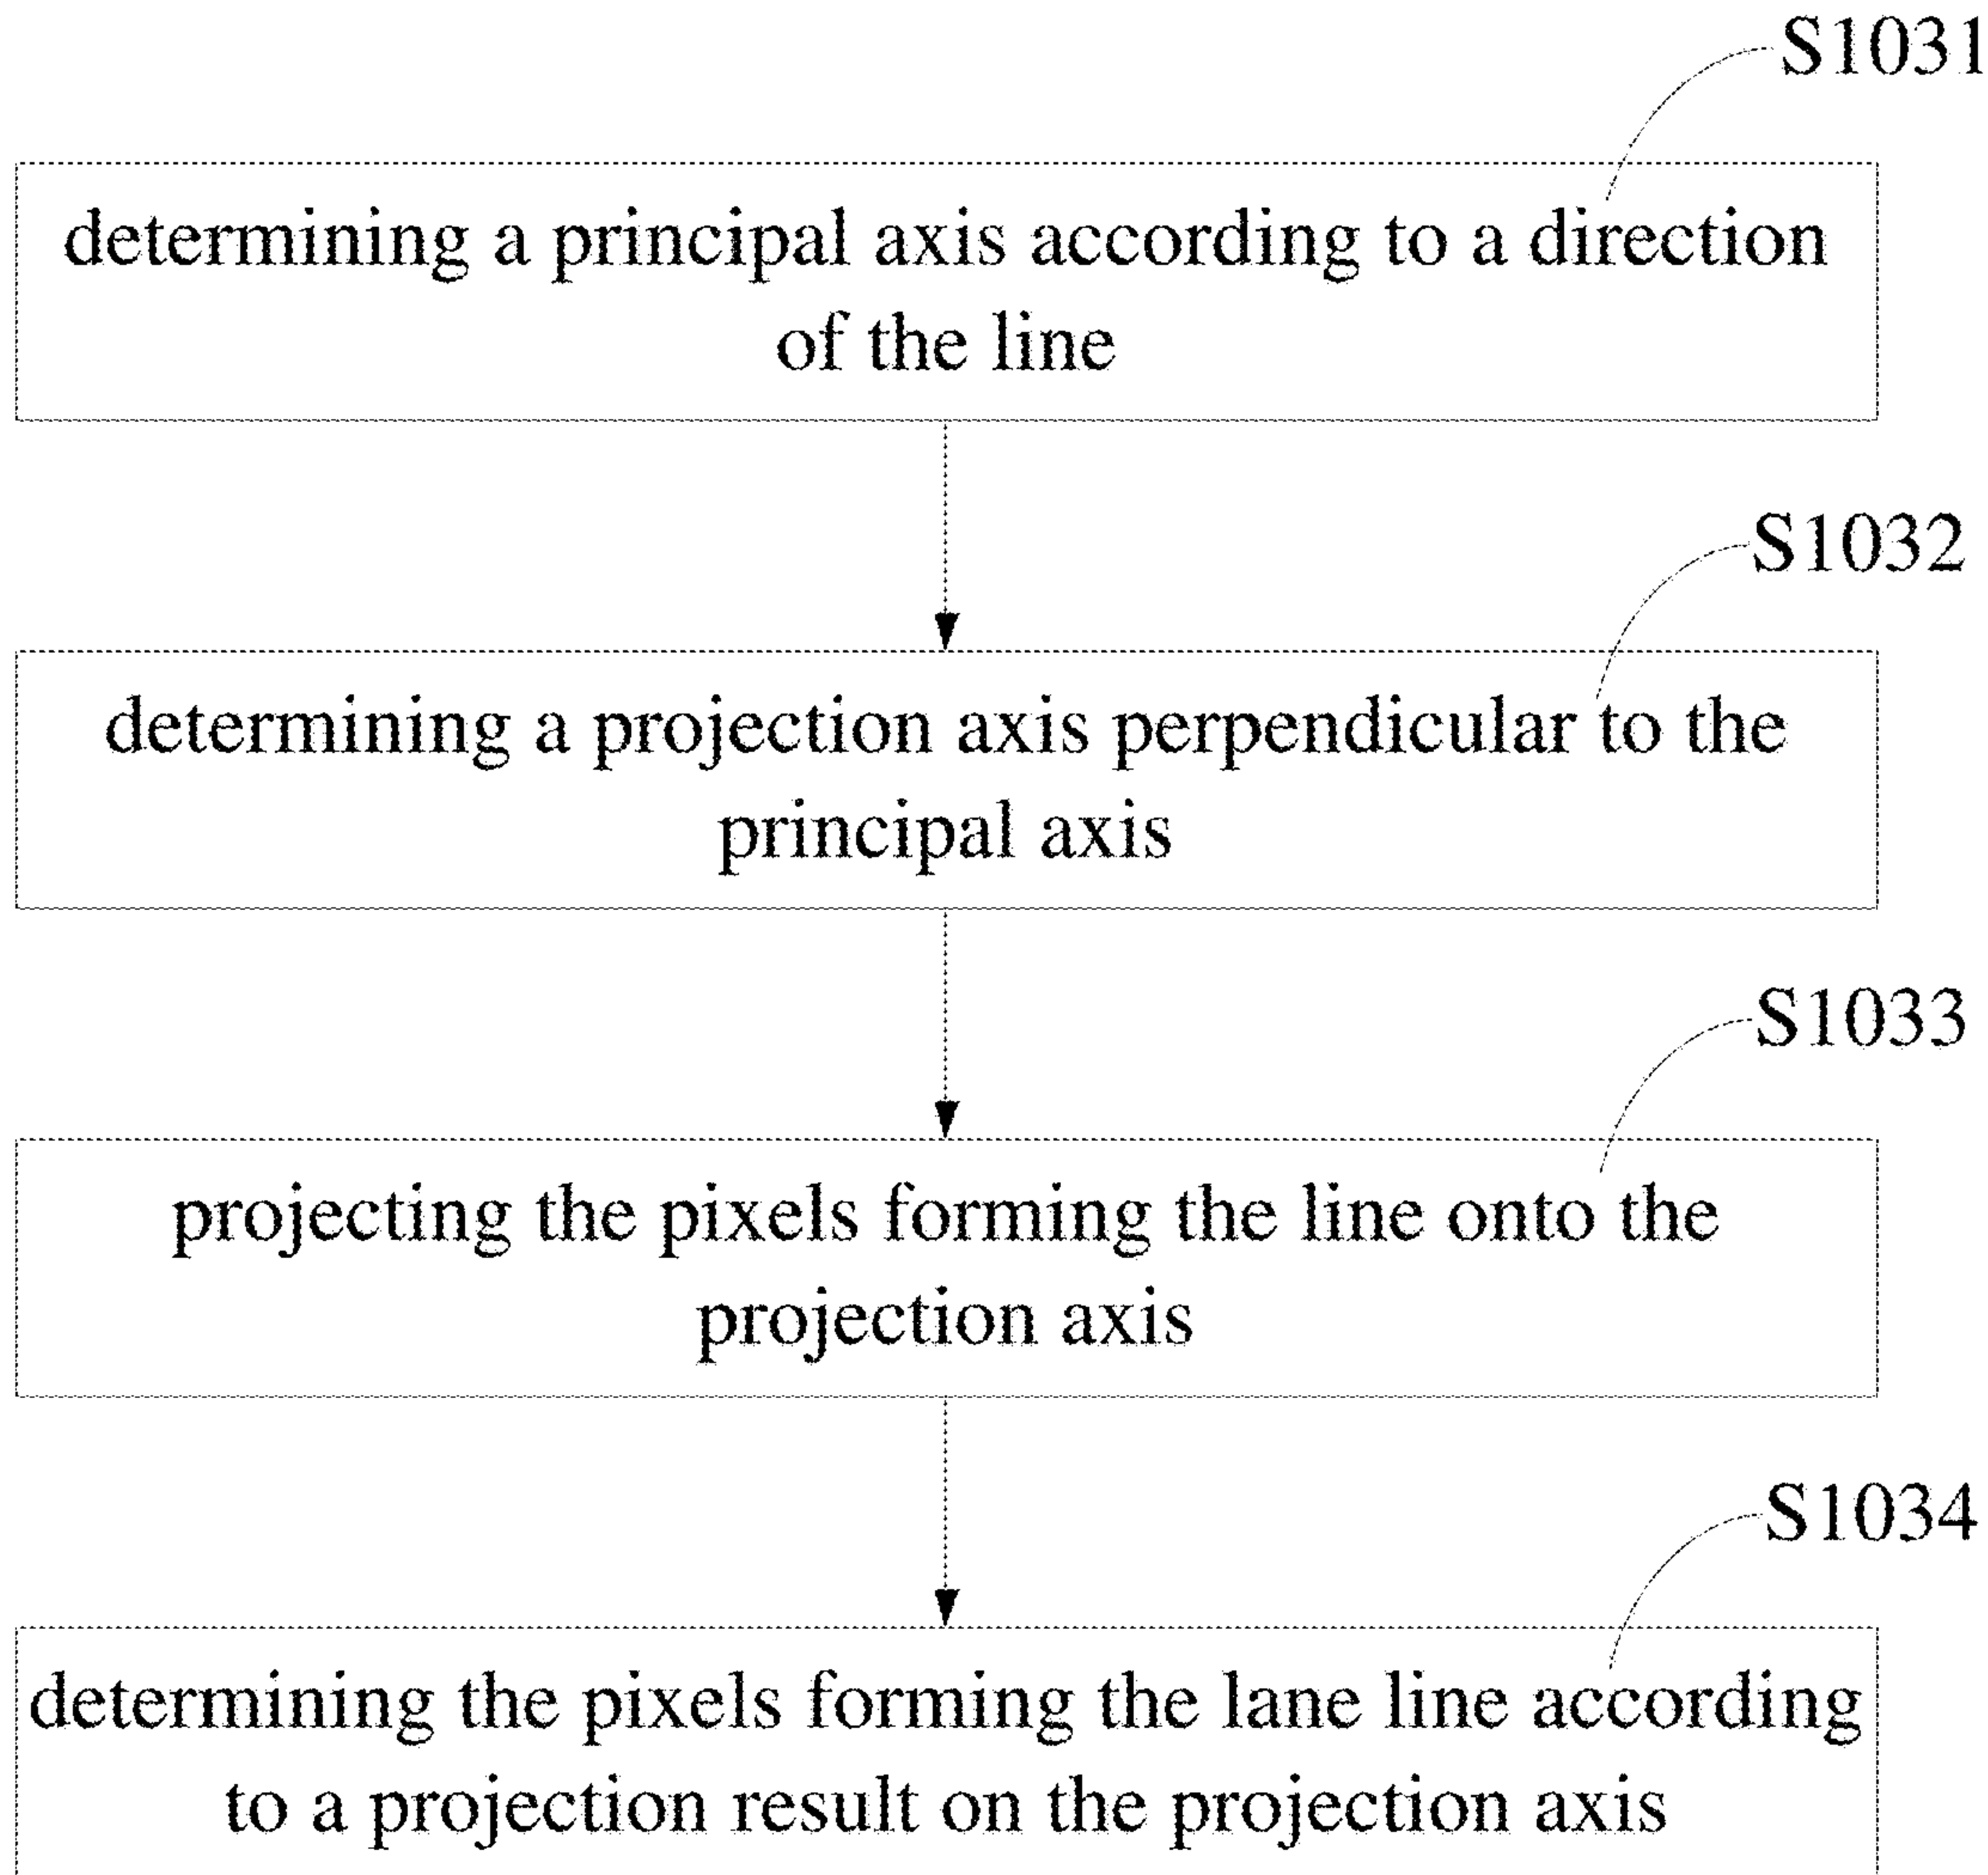 S1031
determining a principal axis according to a direction
of the line
S1032
determining a projection axis perpendicular to the
principal axis
S1033
projecting the pixels forming the line onto the
projection axis
S1034
determining the pixels forming the lane line according
to a projection result on the projection axis